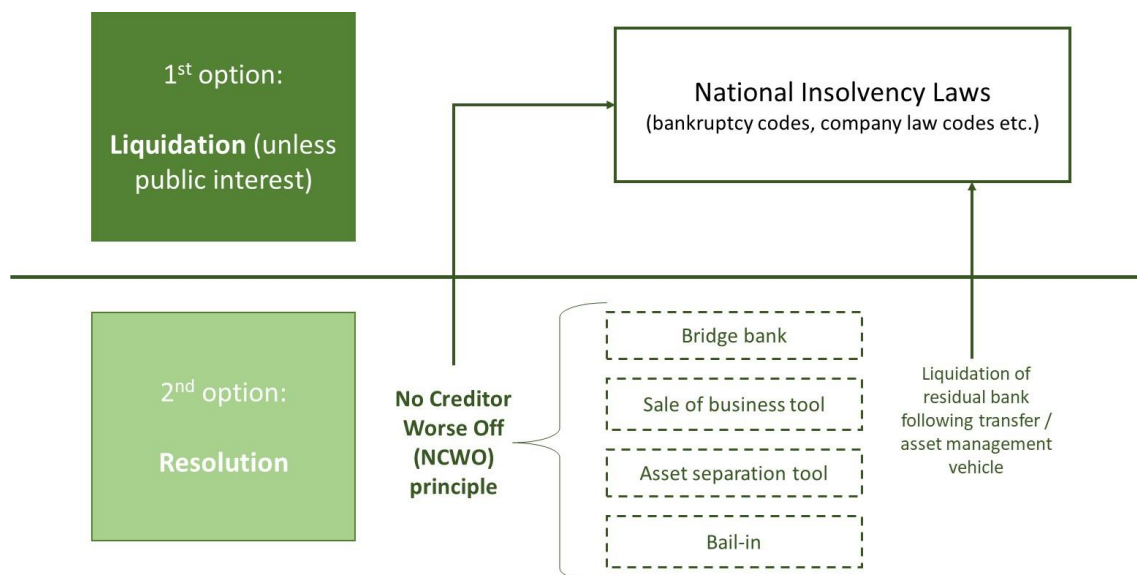 1st option:
Liquidation (unless
public interest)
National Insolvency Laws
(bankruptcy codes, company law codes etc.)
2nd option:
Resolution
No Creditor
Worse Off
(NCWO)
principle
Bridge bank
Sale of business tool
Asset separation tool
Bail-in
Liquidation of
residual bank
following transfer /
asset management
vehicle